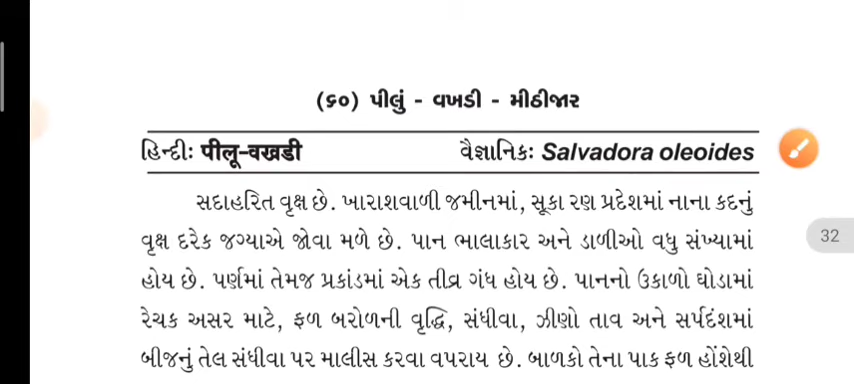 (૬૦) પીલું - વખડી - મીઠીજાર
હિન્દીઃ પીલૂ-વખડી વૈજ્ઞાનિકઃ Salvadora oleoides
સદાહરિત વૃક્ષ છે. ખારાશવાળી જમીનમાં, સૂકા રણ પ્રદેશમાં નાના કદનું
32
વૃક્ષ દરેક જગ્યાએ જોવા મળે છે. પાન ભાલાકાર અને ડાળીઓ વધુ સંખ્યામાં
હોય છે. પર્ણમાં તેમજ પ્રકાંડમાં એક તીવ્ર ગંધ હોય છે. પાનનો ઉકાળો ઘોડામાં
રેચક અસર માટે, ફળ બરોળની વૃદ્ધિ, સંધીવા, ઝીણો તાવ અને સર્પદંશમાં
બીજનું તેલ સંધીવા પર માલીસ કરવા વપરાય છે. બાળકો તેના પાક ફળ હોંશેથી